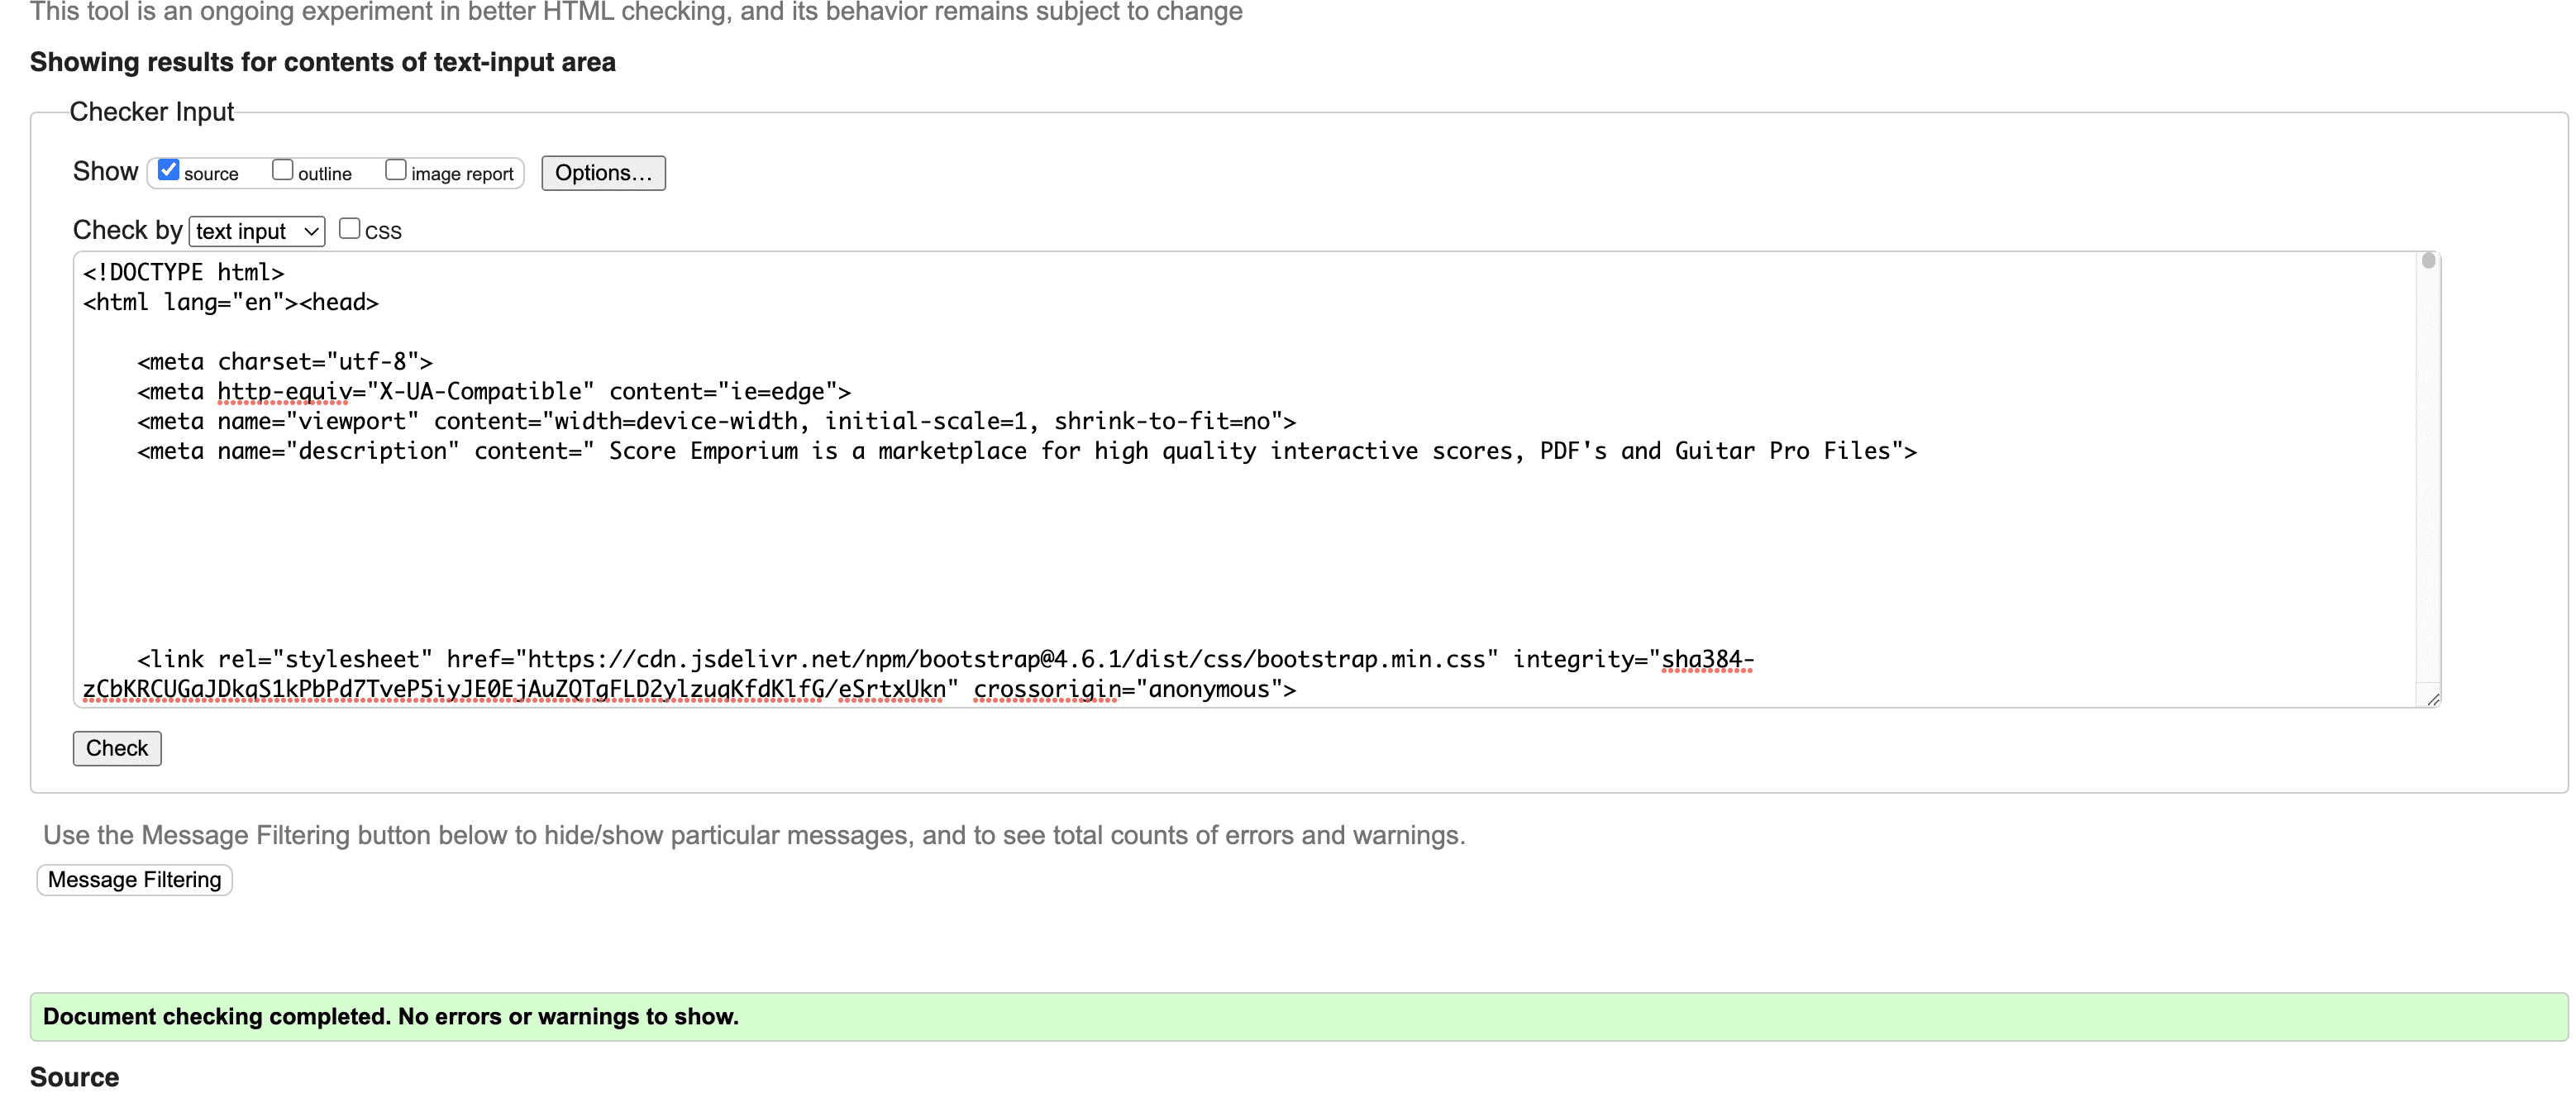 This tool is an ongoing experiment in better HTML checking, and its behavior remains subject to change
Showing results for contents of text-input area
Checker Input
Show source outline image report Options...
Check by text input css
<!DOCTYPE html>
<html lang="en"><head>
<meta charset="utf-8">
<meta http-equiv="X-UA-Compatible" content="ie=edge">
<meta name="viewport" content="width=device-width, initial-scale=1, shrink-to-fit=no">
<meta name="description" content=" Score Emporium is a marketplace for high quality interactive scores, PDF's and Guitar Pro Files">
<link rel="stylesheet" href="https://cdn.jsdelivr.net/npm/bootstrap@4.6.1/dist/css/bootstrap.min.css" integrity="sha384-
zCbKRCUGaJDkqS1kPbPd7TveP5iyJE0EjAuZQTgFLD2ylzuqKfdKlfG/eSrtxUkn" crossorigin="anonymous">
Check
Use the Message Filtering button below to hide/show particular messages, and to see total counts of errors and warnings.
Message Filtering
Document checking completed. No errors or warnings to show.
Source